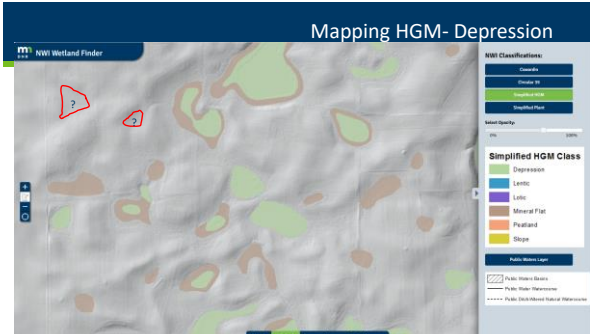 Mapping HGM- Depression
mn
DNR
NWI Wetland Finder
NWI Classifications:
Cowardin
Circular 39
Simplified HGM
Simplified Plant
Select Opacity:
0%
100%
Simplified HGM Class
Depression
Lentic
Lotic
Mineral Flat
Peatland
Slope
Public Waters Layer
Public Waters Basins
Public Water Watercourse
Public Ditch/Altered Natural Watercourse
?
?
+
-